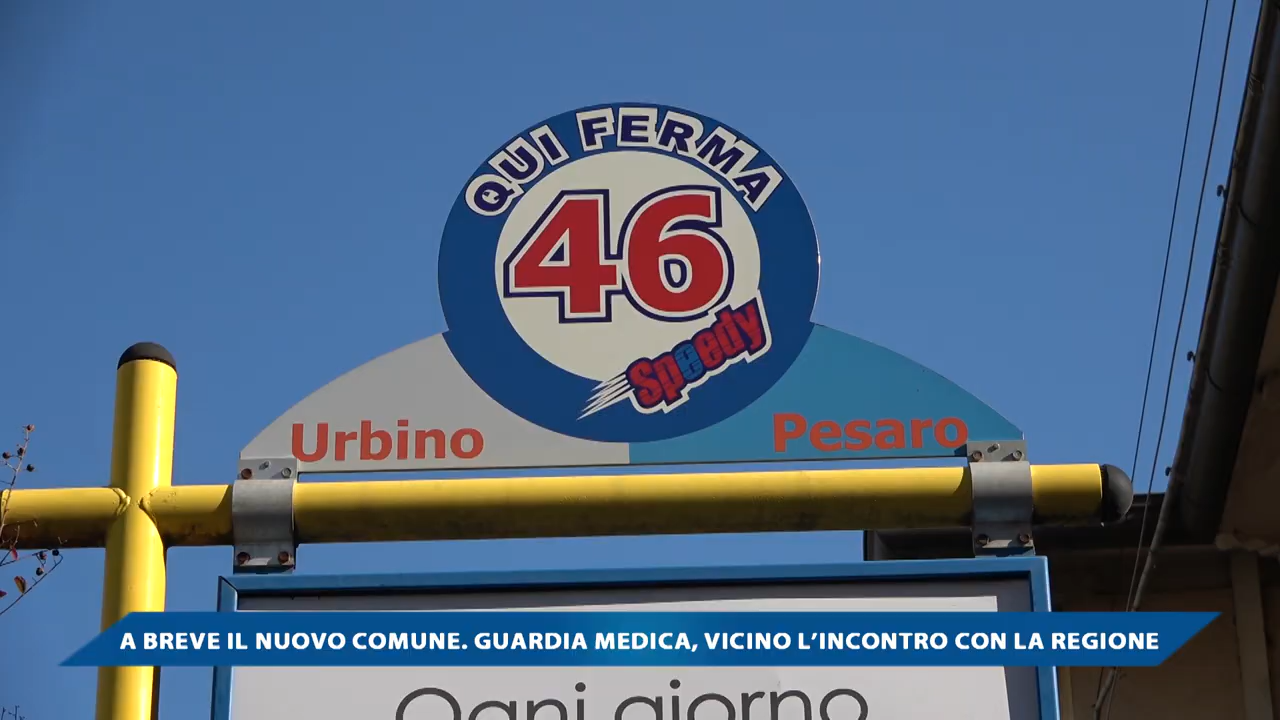 QUI FERMA
46
Speedy
Urbino
Pesaro
A BREVE IL NUOVO COMUNE. GUARDIA MEDICA, VICINO L’INCONTRO CON LA REGIONE
Ogni giorno